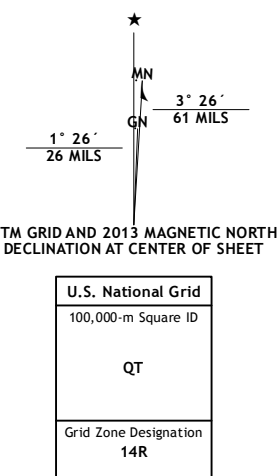 ★
MN
GN
3° 26´
61 MILS
1° 26´
26 MILS
TM GRID AND 2013 MAGNETIC NORTH
DECLINATION AT CENTER OF SHEET
U.S. National Grid
100,000-m Square ID
QT
Grid Zone Designation
14R